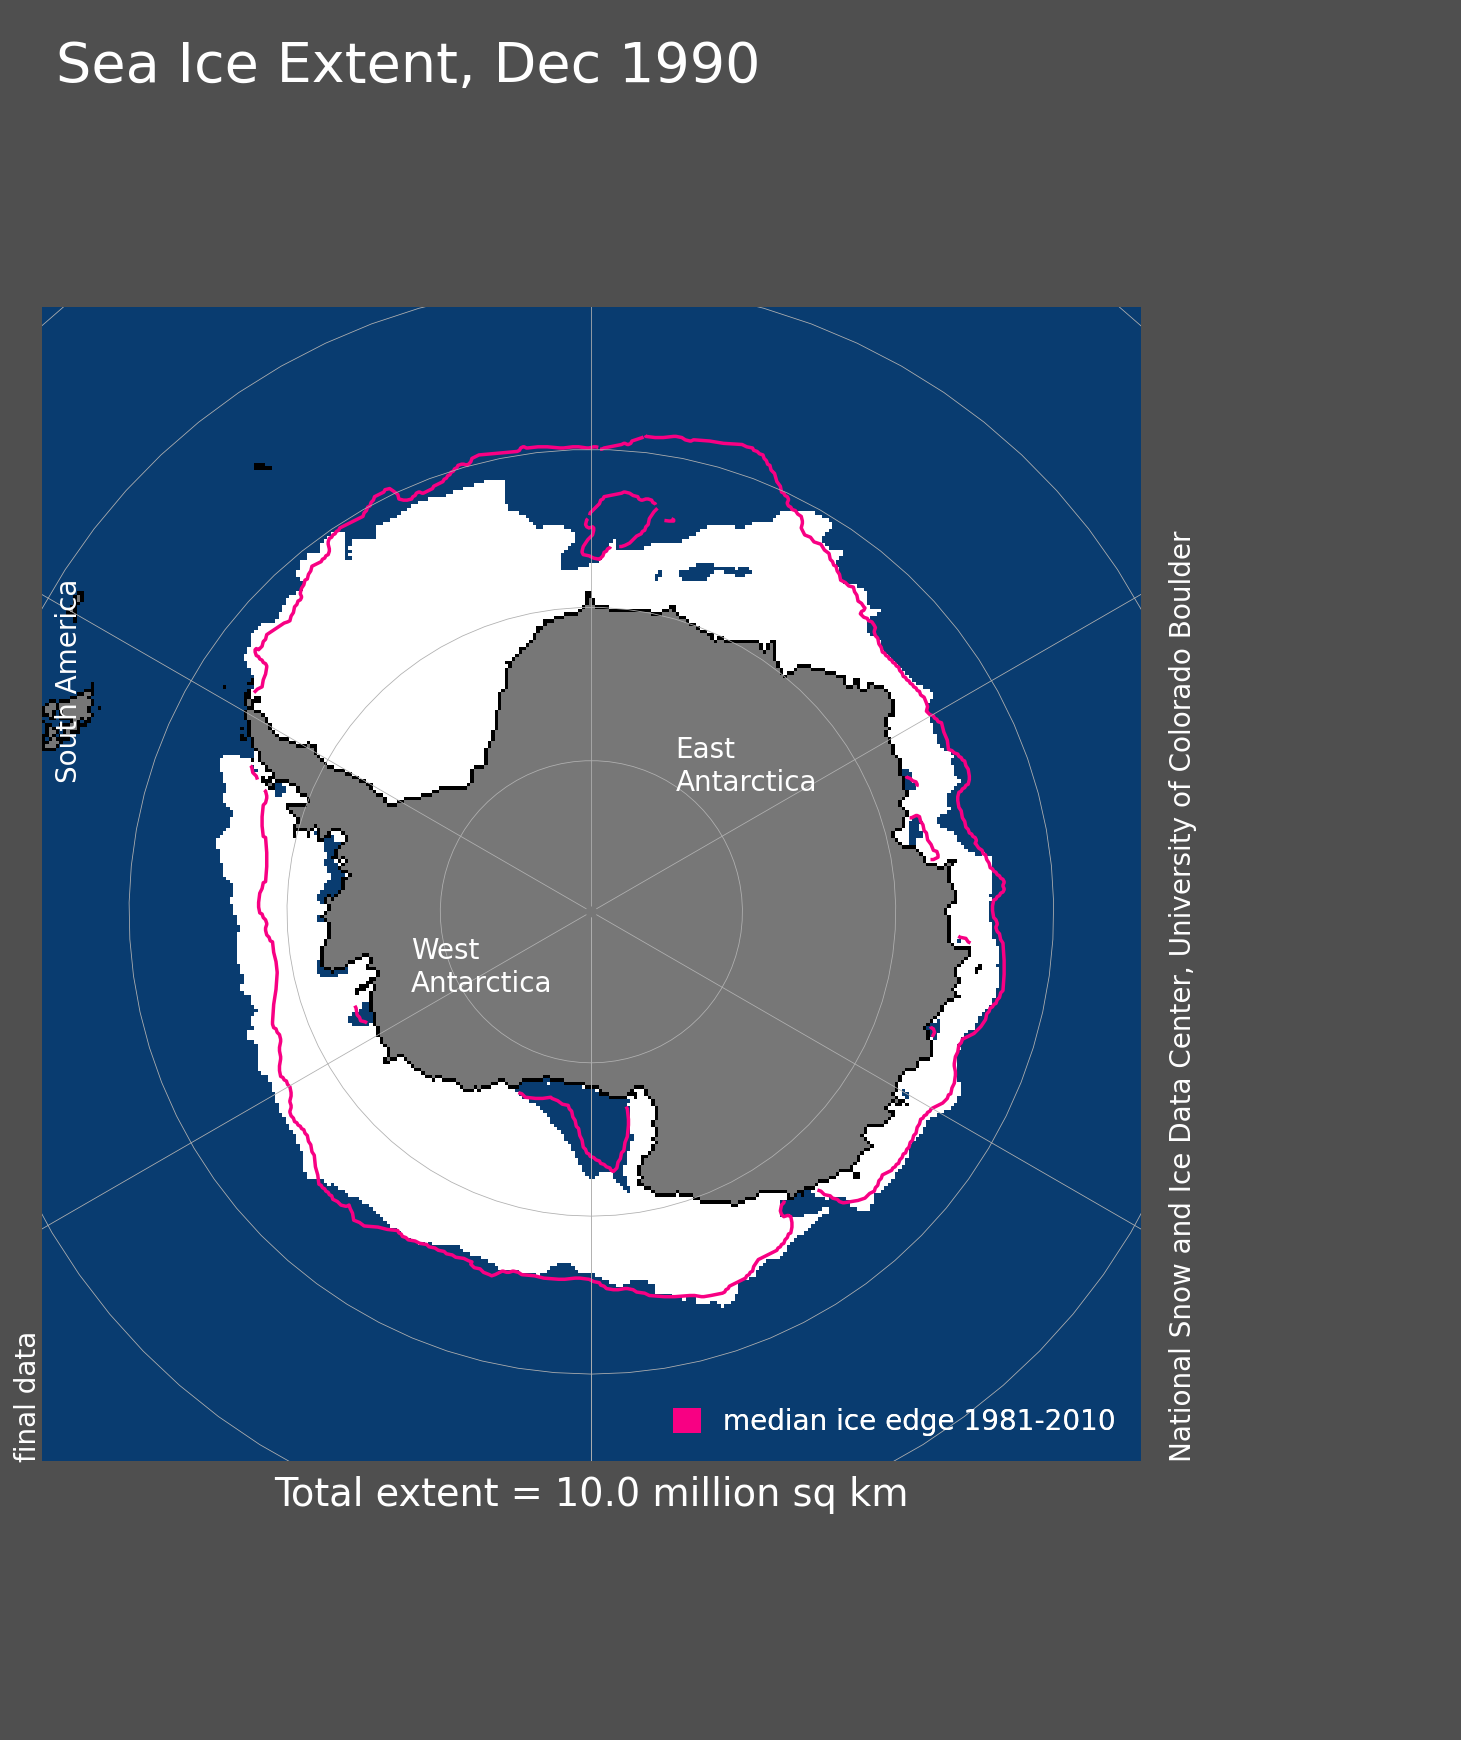 Sea Ice Extent, Dec 1990
South America
East
Antarctica
West
Antarctica
National Snow and Ice Data Center, University of Colorado Boulder
final data
median ice edge 1981-2010
Total extent = 10.0 million sq km